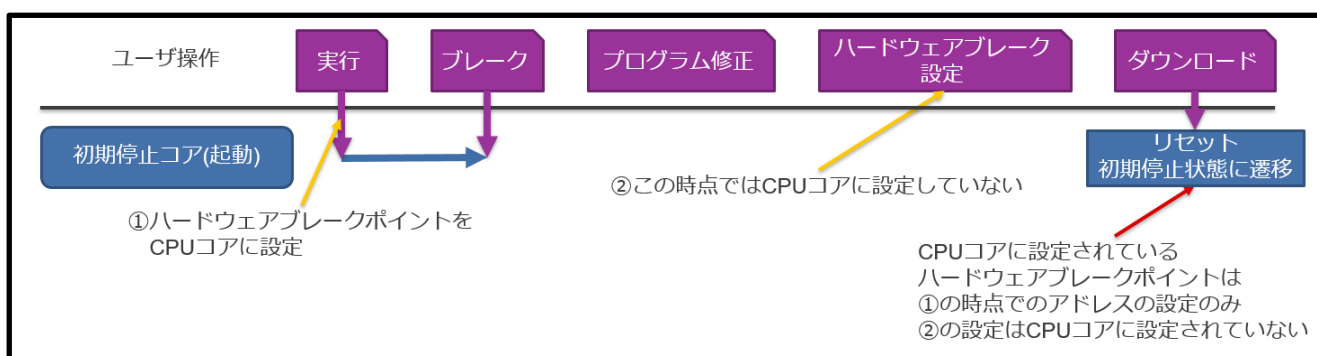 ユーザ操作
実行
ブレーク
プログラム修正
ハードウェアブレーク
設定
ダウンロード
初期停止コア(起動)
リセット
初期停止状態に遷移
①ハードウェアブレークポイントを
CPUコアに設定
②この時点ではCPUコアに設定していない
CPUコアに設定されている
ハードウェアブレークポイントは
①の時点でのアドレスの設定のみ
②の設定はCPUコアに設定されていない